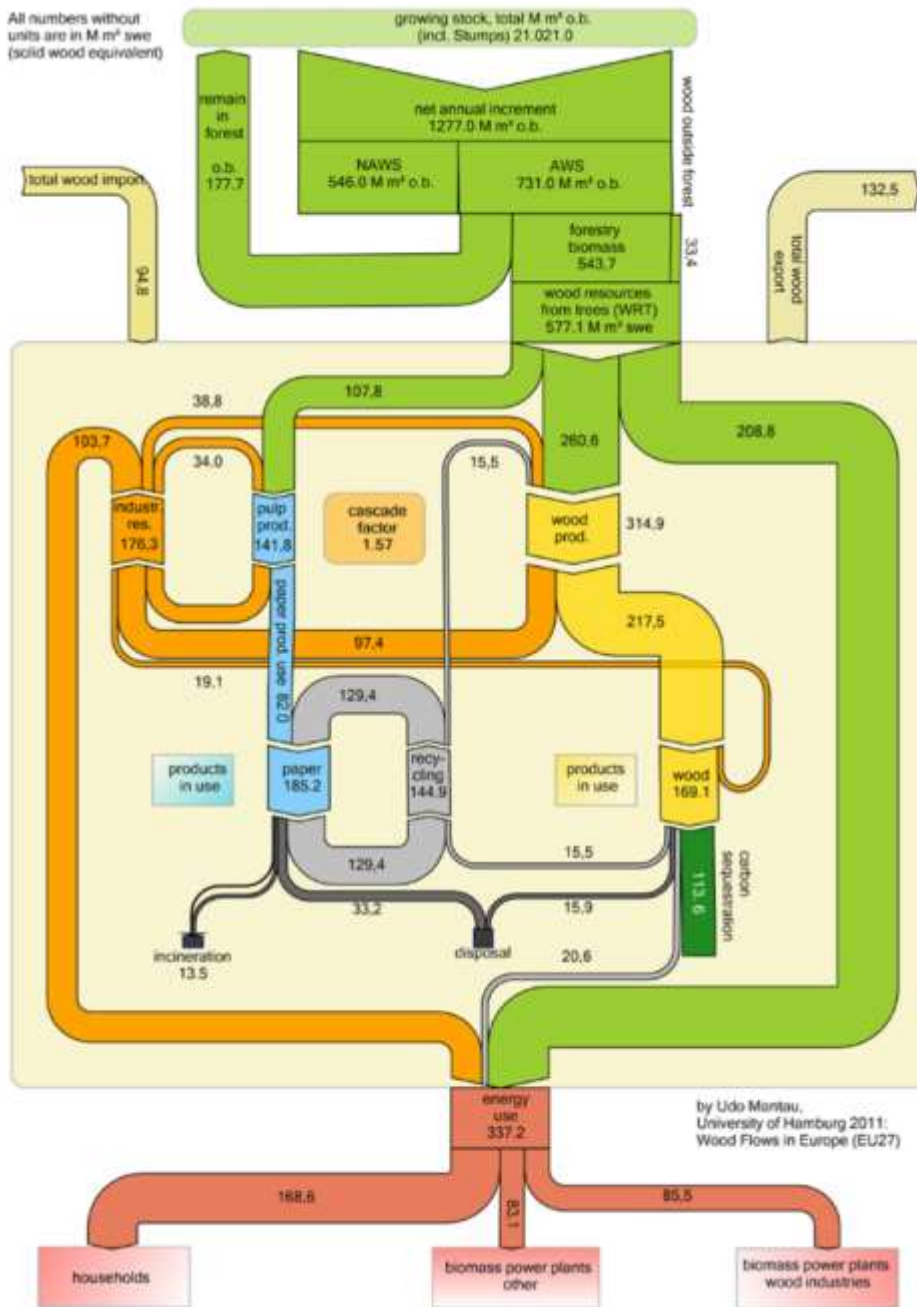 All numbers without
units are in M m³ swe
(solid wood equivalent)
growing stock, total M m³ o.b.
(incl. Stumps) 21.021.0
remain
in
forest
o.b.
177.7
net annual increment
1277.0 M m³ o.b.
wood outside forest
NAWS
546.0 M m³ o.b.
AWS
731.0 M m³ o.b.
33,4
total wood import
94,8
132,5
total wood
export
forestry
biomass
543.7
wood resources
from trees (WRT)
577.1 M m³ swe
107,8
38,8
103,7
34.0
260,6
208,8
15,5
industr.
res.
176.3
pulp
prod.
141.8
cascade
factor
1.57
wood
prod.
314.9
217,5
97.4
paper prod. use 82.0
19,1
129,4
products
in use
paper
185.2
recy-
cling
144.9
products
in use
wood
169.1
129,4
15,5
carbon
sequestration
113,6
33,2
15,9
incineration
13.5
disposal
20,6
energy
use
337.2
by Udo Mantau,
University of Hamburg 2011:
Wood Flows in Europe (EU27)
168,6
83,1
85,5
households
biomass power plants
other
biomass power plants
wood industries